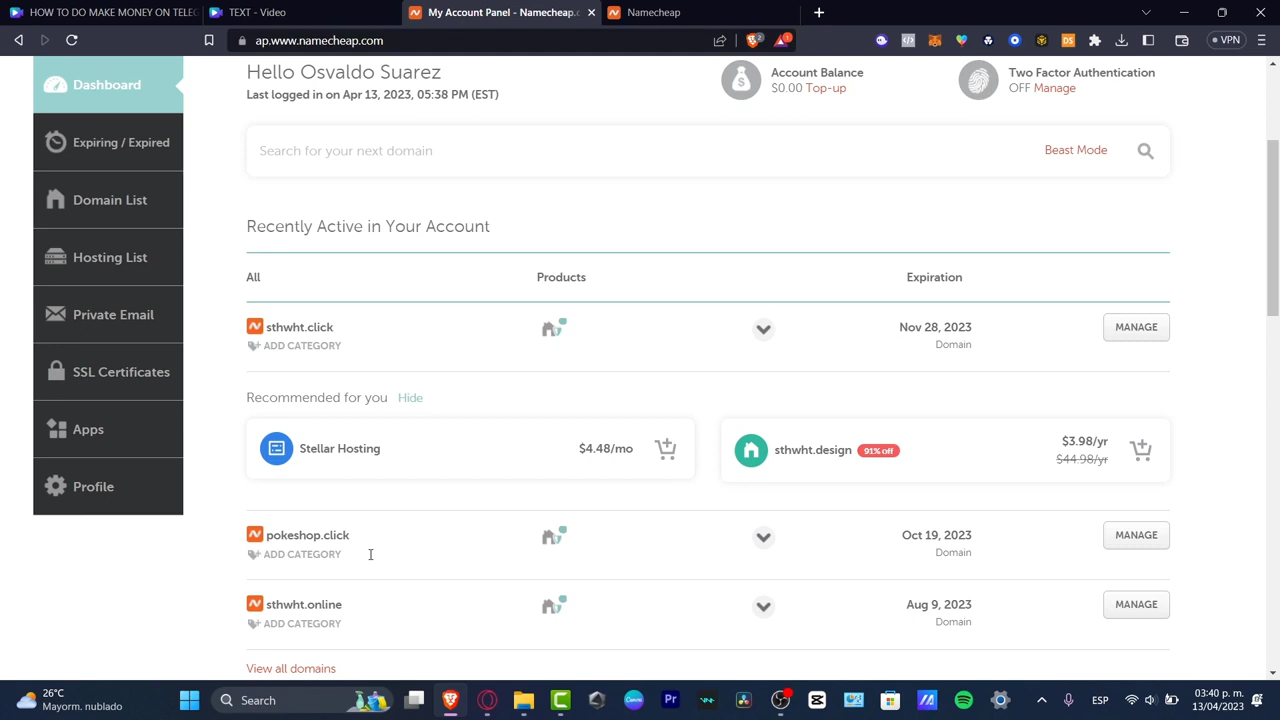 HOW TO DO MAKE MONEY ON TELEG
TEXT - Video
My Account Panel - Namecheap.c
Namecheap
ap.www.namecheap.com
2
1
DS
VPN
Dashboard
Expiring / Expired
Domain List
Hosting List
Private Email
SSL Certificates
Apps
Profile
Hello Osvaldo Suarez
Last logged in on Apr 13, 2023, 05:38 PM (EST)
Account Balance
$0.00 Top-up
Two Factor Authentication
OFF Manage
Search for your next domain
Beast Mode
Recently Active in Your Account
All Products Expiration
sthwht.click Nov 28, 2023 MANAGE
ADD CATEGORY Domain
Recommended for you Hide
Stellar Hosting $4.48/mo
sthwht.design 91% off $3.98/yr
$44.98/yr
pokeshop.click Oct 19, 2023 MANAGE
ADD CATEGORY Domain
sthwht.online Aug 9, 2023 MANAGE
ADD CATEGORY Domain
View all domains
26°C
Mayorm. nublado
Search
Pr
ESP
03:40 p. m.
13/04/2023